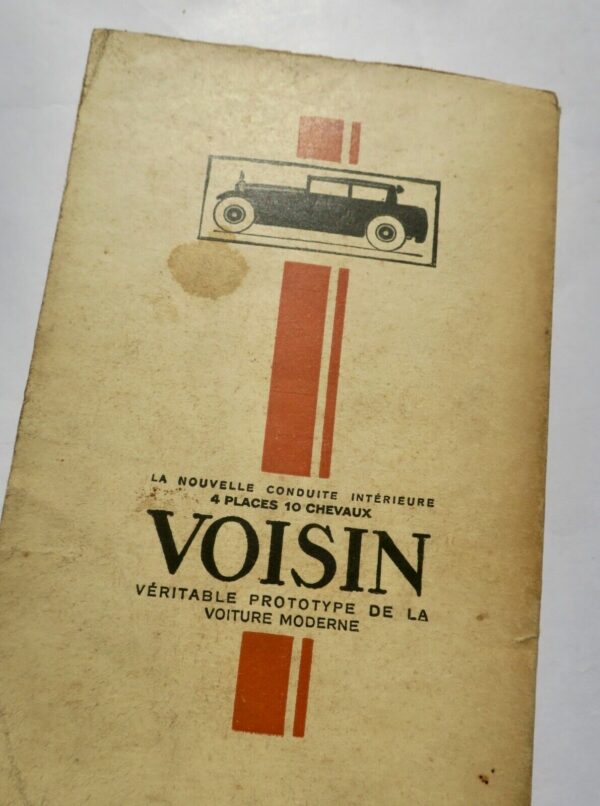 LA NOUVELLE CONDUITE INTÉRIEURE
4 PLACES 10 CHEVAUX
VOISIN
VÉRITABLE PROTOTYPE DE LA
VOITURE MODERNE